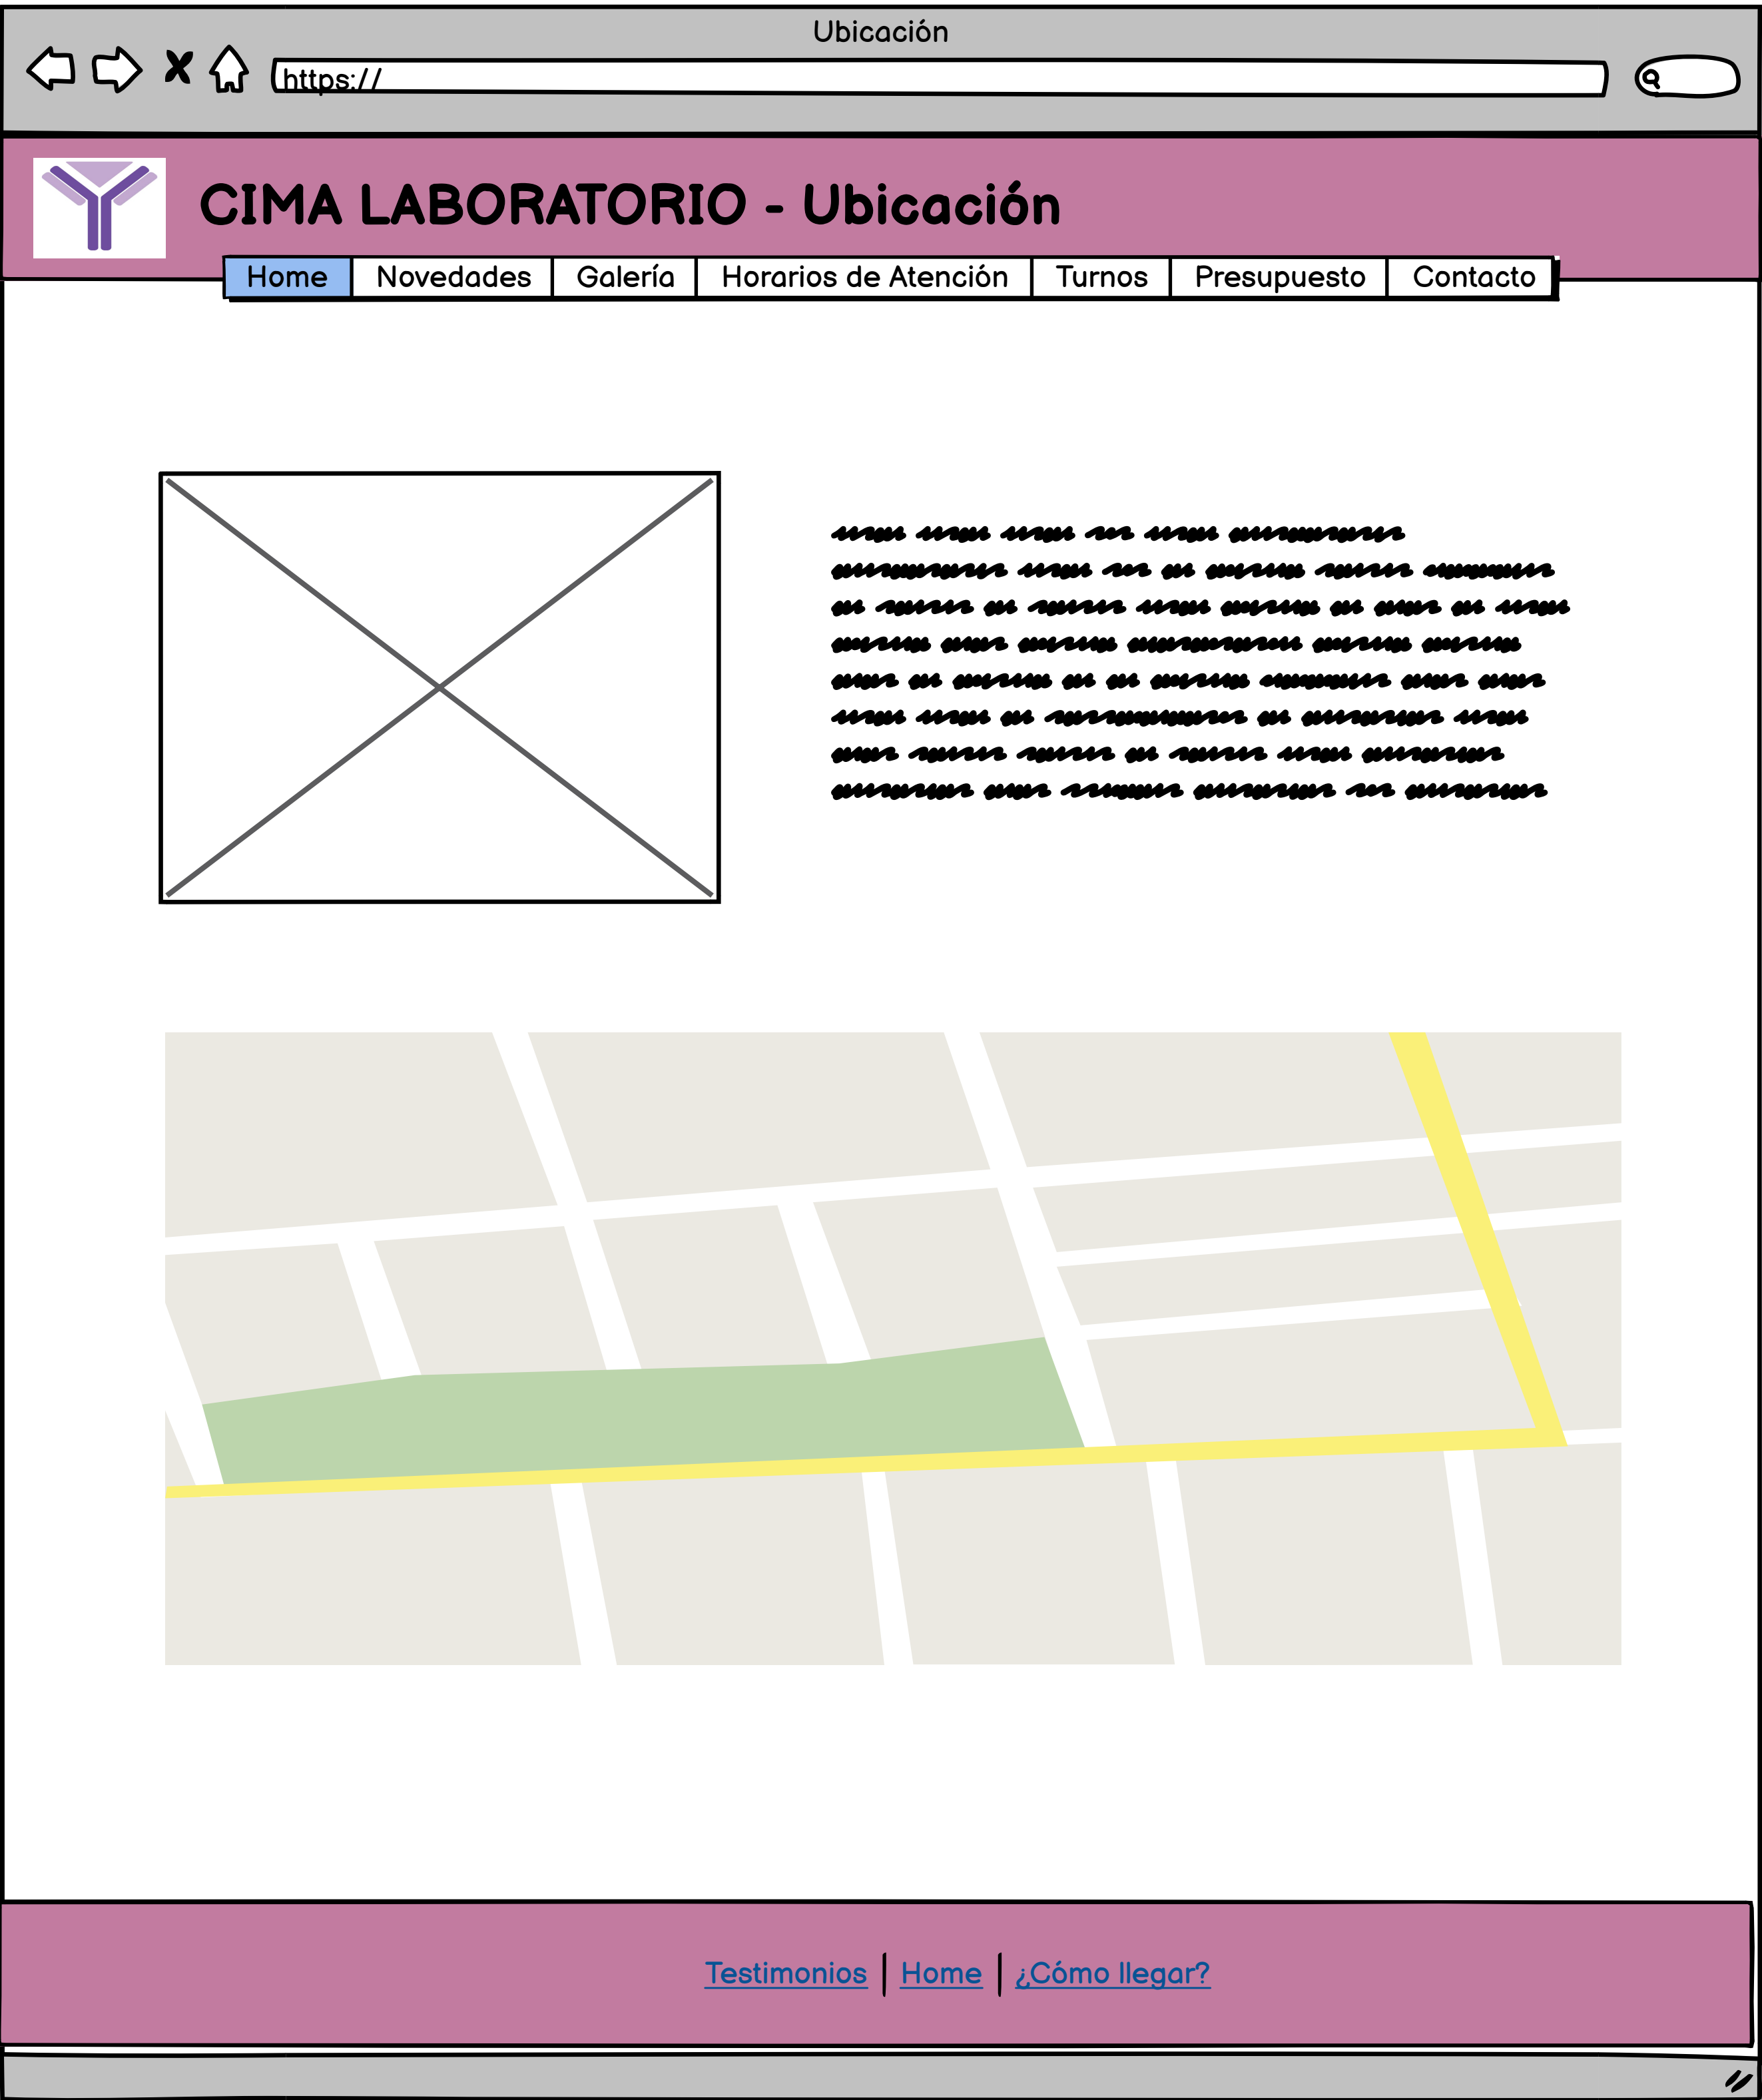 Ubicación
https://
CIMA LABORATORIO - Ubicación
Home Novedades Galería Horarios de Atención Turnos Presupuesto Contacto
Testimonios | Home | ¿Cómo llegar?